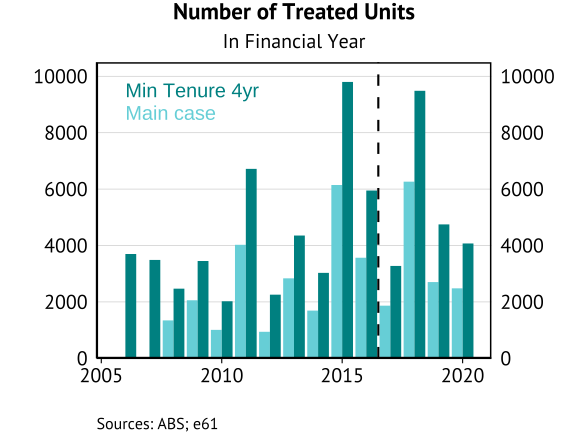 Number of Treated Units
In Financial Year
10000 10000
Min Tenure 4yr
Main case
8000 8000
6000 6000
4000 4000
2000 2000
0 0
2005 2010 2015 2020
Sources: ABS; e61